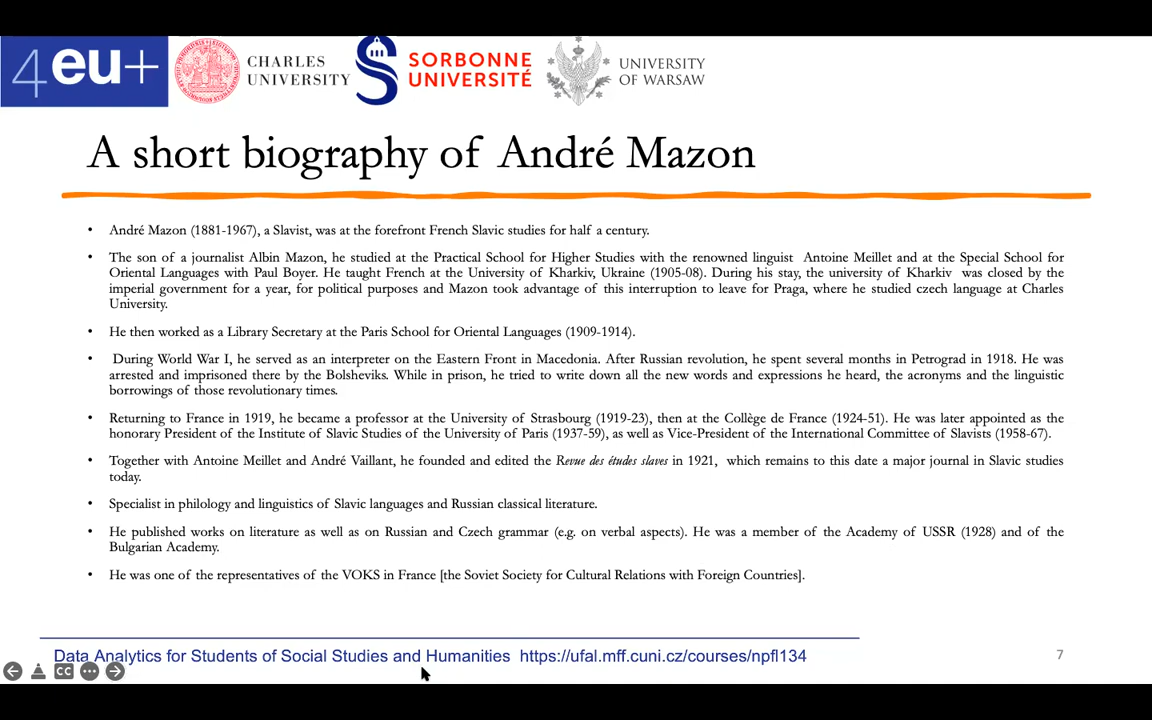 4eu+
CHARLES
UNIVERSITY
SORBONNE
UNIVERSITÉ
UNIVERSITY
OF WARSAW
A short biography of André Mazon
• André Mazon (1881-1967), a Slavist, was at the forefront French Slavic studies for half a century.
• The son of a journalist Albin Mazon, he studied at the Practical School for Higher Studies with the renowned linguist Antoine Meillet and at the Special School for
Oriental Languages with Paul Boyer. He taught French at the University of Kharkiv, Ukraine (1905-08). During his stay, the university of Kharkiv was closed by the
imperial government for a year, for political purposes and Mazon took advantage of this interruption to leave for Praga, where he studied czech language at Charles
University.
• He then worked as a Library Secretary at the Paris School for Oriental Languages (1909-1914).
• During World War I, he served as an interpreter on the Eastern Front in Macedonia. After Russian revolution, he spent several months in Petrograd in 1918. He was
arrested and imprisoned there by the Bolsheviks. While in prison, he tried to write down all the new words and expressions he heard, the acronyms and the linguistic
borrowings of those revolutionary times.
• Returning to France in 1919, he became a professor at the University of Strasbourg (1919-23), then at the Collège de France (1924-51). He was later appointed as the
honorary President of the Institute of Slavic Studies of the University of Paris (1937-59), as well as Vice-President of the International Committee of Slavists (1958-67).
• Together with Antoine Meillet and André Vaillant, he founded and edited the Revue des études slaves in 1921, which remains to this date a major journal in Slavic studies
today.
• Specialist in philology and linguistics of Slavic languages and Russian classical literature.
• He published works on literature as well as on Russian and Czech grammar (e.g. on verbal aspects). He was a member of the Academy of USSR (1928) and of the
Bulgarian Academy.
• He was one of the representatives of the VOKS in France [the Soviet Society for Cultural Relations with Foreign Countries].
Data Analytics for Students of Social Studies and Humanities https://ufal.mff.cuni.cz/courses/npfl134
7
CC